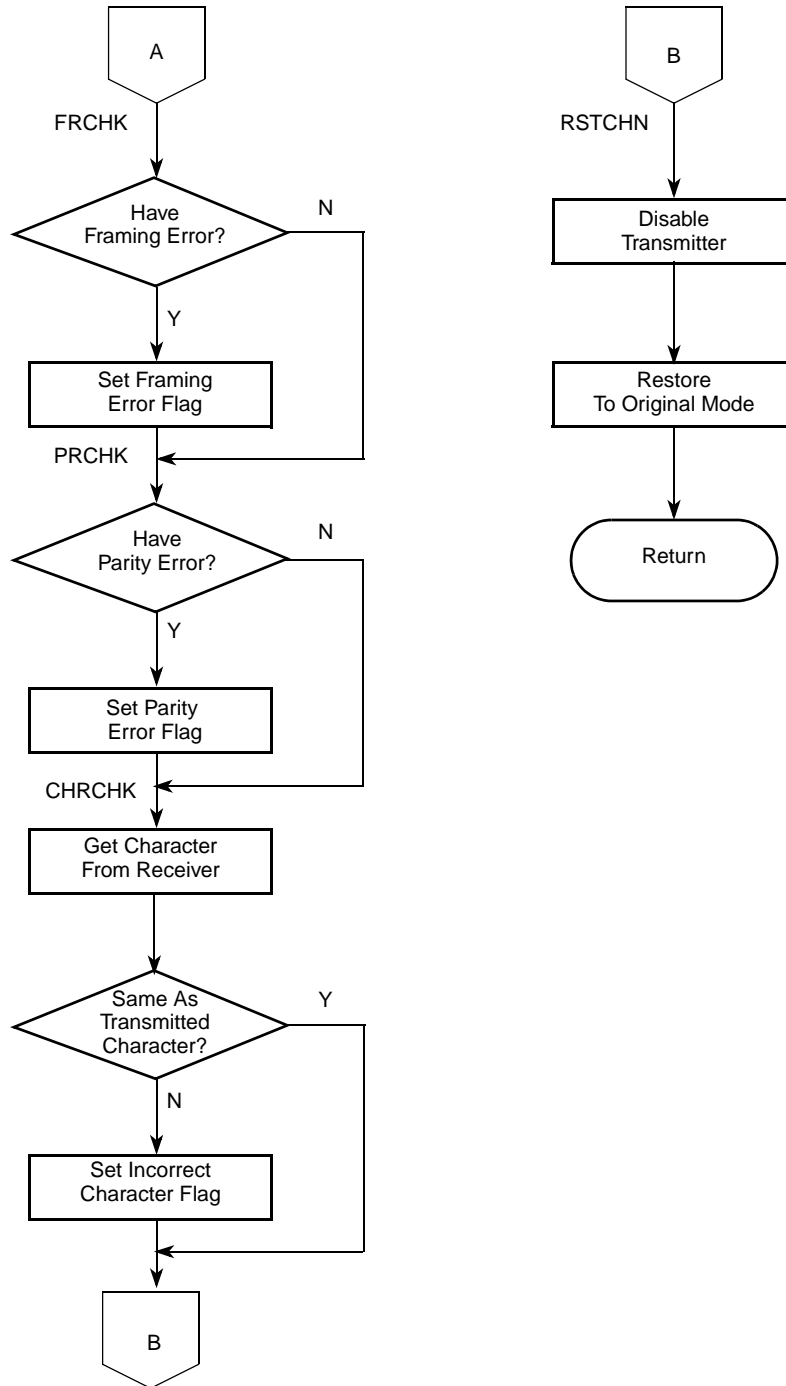 A
FRCHK
Have
Framing Error?
N
Y
Set Framing
Error Flag
PRCHK
Have
Parity Error?
N
Y
Set Parity
Error Flag
CHRCHK
Get Character
From Receiver
Same As
Transmitted
Character?
Y
N
Set Incorrect
Character Flag
B
B
RSTCHN
Disable
Transmitter
Restore
To Original Mode
Return